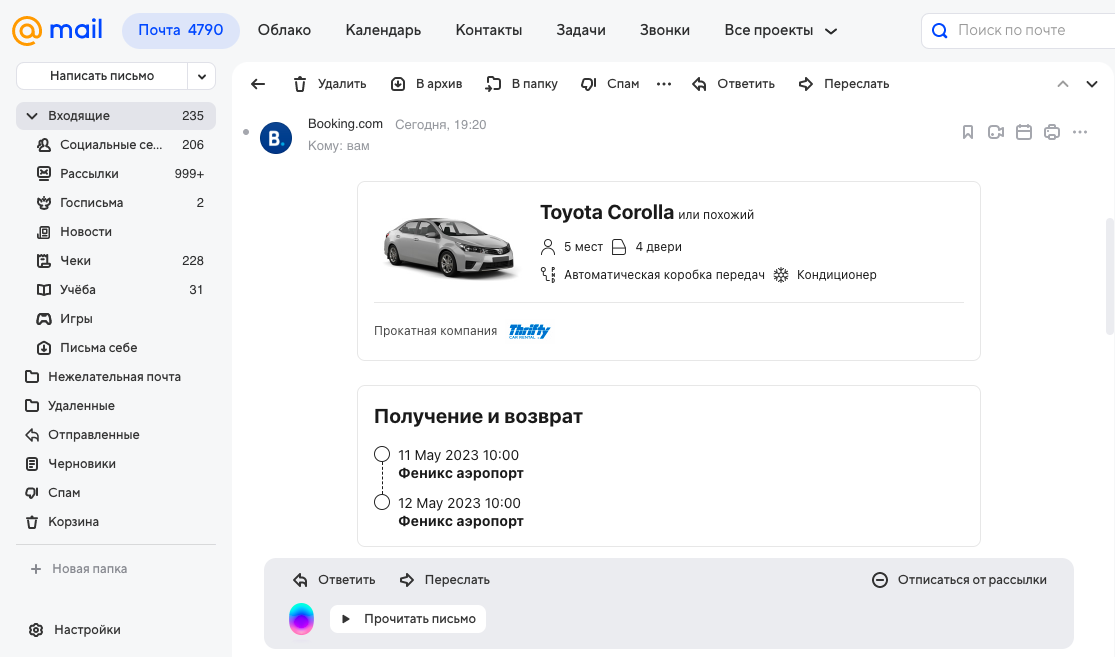 @mail
Почта 4790
Облако
Календарь
Контакты
Задачи
Звонки
Все проекты
Поиск по почте
Написать письмо
Удалить
В архив
В папку
Спам
Ответить
Переслать
Входящие 235
Социальные се... 206
Рассылки 999+
Госписьма 2
Новости
Чеки 228
Учёба 31
Игры
Письма себе
Нежелательная почта
Удаленные
Отправленные
Черновики
Спам
Корзина
Новая папка
Настройки
B.
Booking.com Сегодня, 19:20
Кому: вам
Toyota Corolla или похожий
5 мест 4 двери
Автоматическая коробка передач Кондиционер
Прокатная компания Thrifty
CAR RENTAL
Получение и возврат
11 May 2023 10:00
Феникс аэропорт
12 May 2023 10:00
Феникс аэропорт
Ответить
Переслать
Отписаться от рассылки
Прочитать письмо